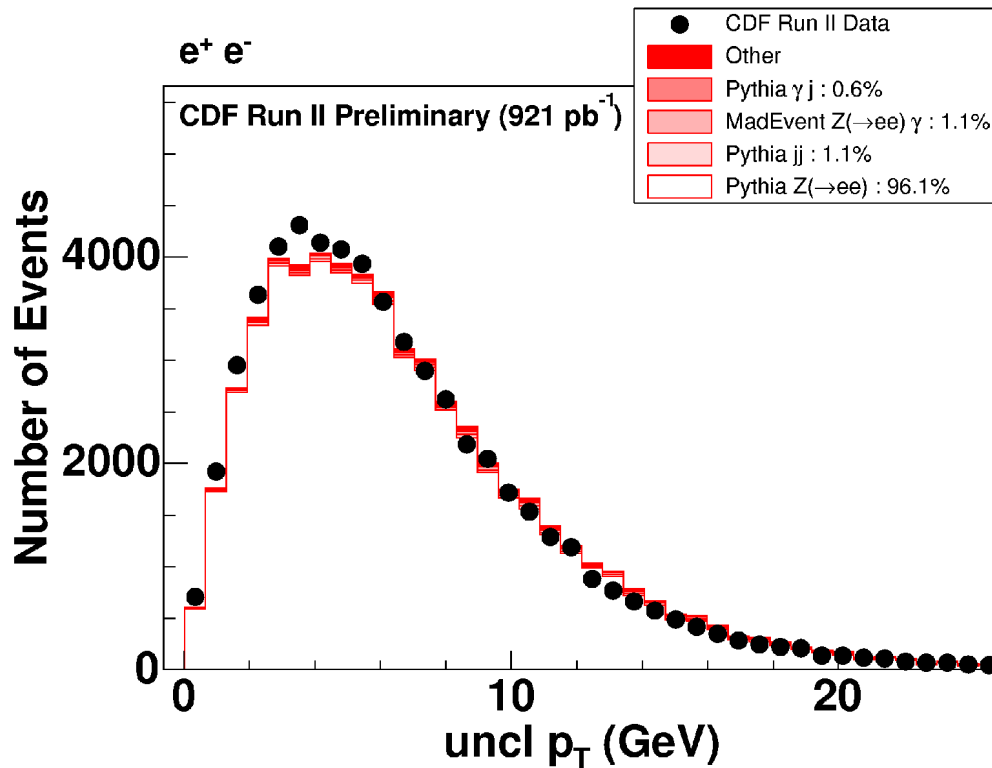 e⁺ e⁻
CDF Run II Preliminary (921 pb⁻¹)
CDF Run II Data
Other
Pythia γ j : 0.6%
MadEvent Z(→ee) γ : 1.1%
Pythia jj : 1.1%
Pythia Z(→ee) : 96.1%
Number of Events
4000
2000
0
0 10 20
uncl p_T (GeV)